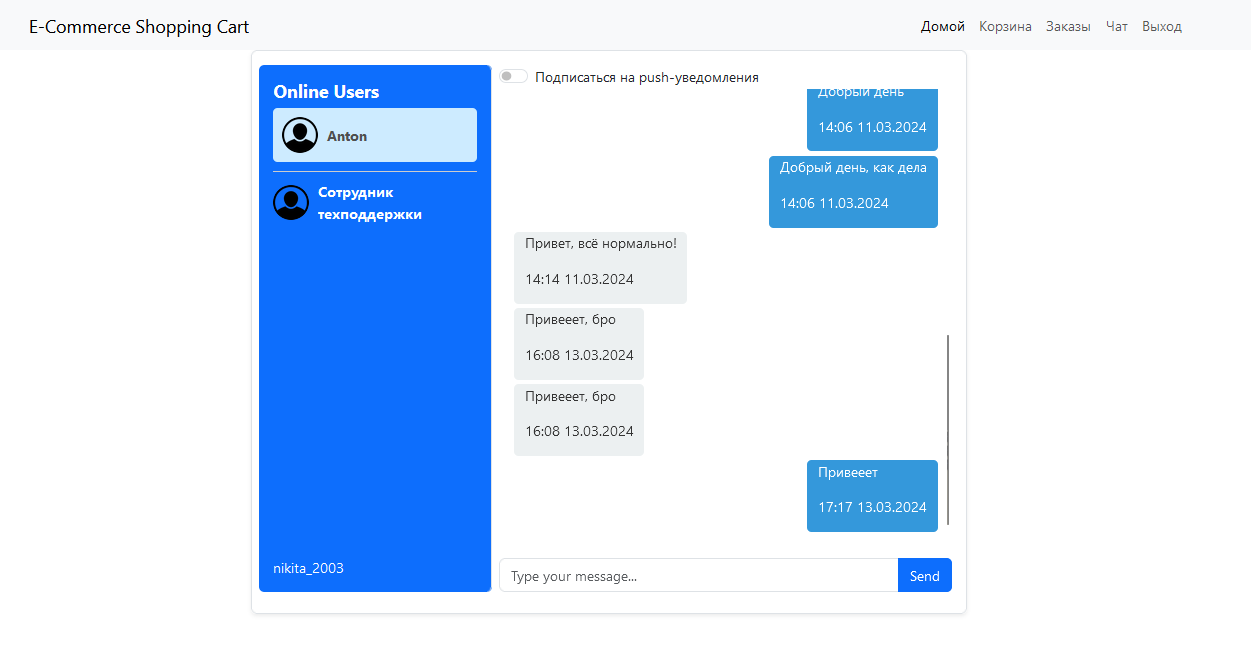 E-Commerce Shopping Cart
Домой Корзина Заказы Чат Выход
Online Users
Anton
Сотрудник
техподдержки
nikita_2003
Подписаться на push-уведомления
Добрый день
14:06 11.03.2024
Добрый день, как дела
14:06 11.03.2024
Привет, всё нормально!
14:14 11.03.2024
Привееет, бро
16:08 13.03.2024
Привееет, бро
16:08 13.03.2024
Привееет
17:17 13.03.2024
Type your message...
Send